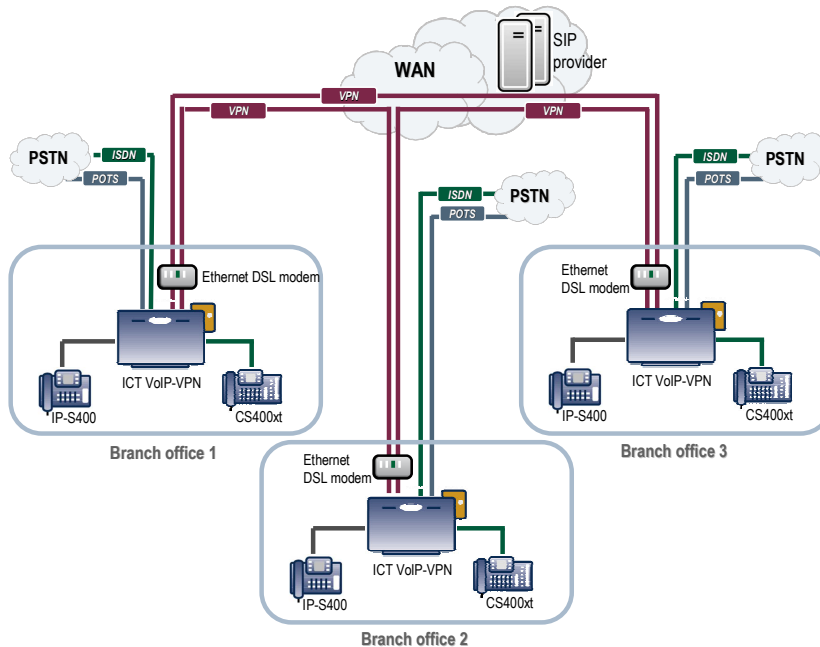 SIP
provider
WAN
VPN
VPN
VPN
PSTN
ISDN
POTS
ISDN
POTS
PSTN
ISDN
POTS
PSTN
Ethernet DSL modem
Ethernet
DSL modem
ICT VoIP-VPN
IP-S400
CS400xt
Branch office 1
ICT VoIP-VPN
IP-S400
CS400xt
Branch office 3
Ethernet
DSL modem
ICT VoIP-VPN
IP-S400
CS400xt
Branch office 2